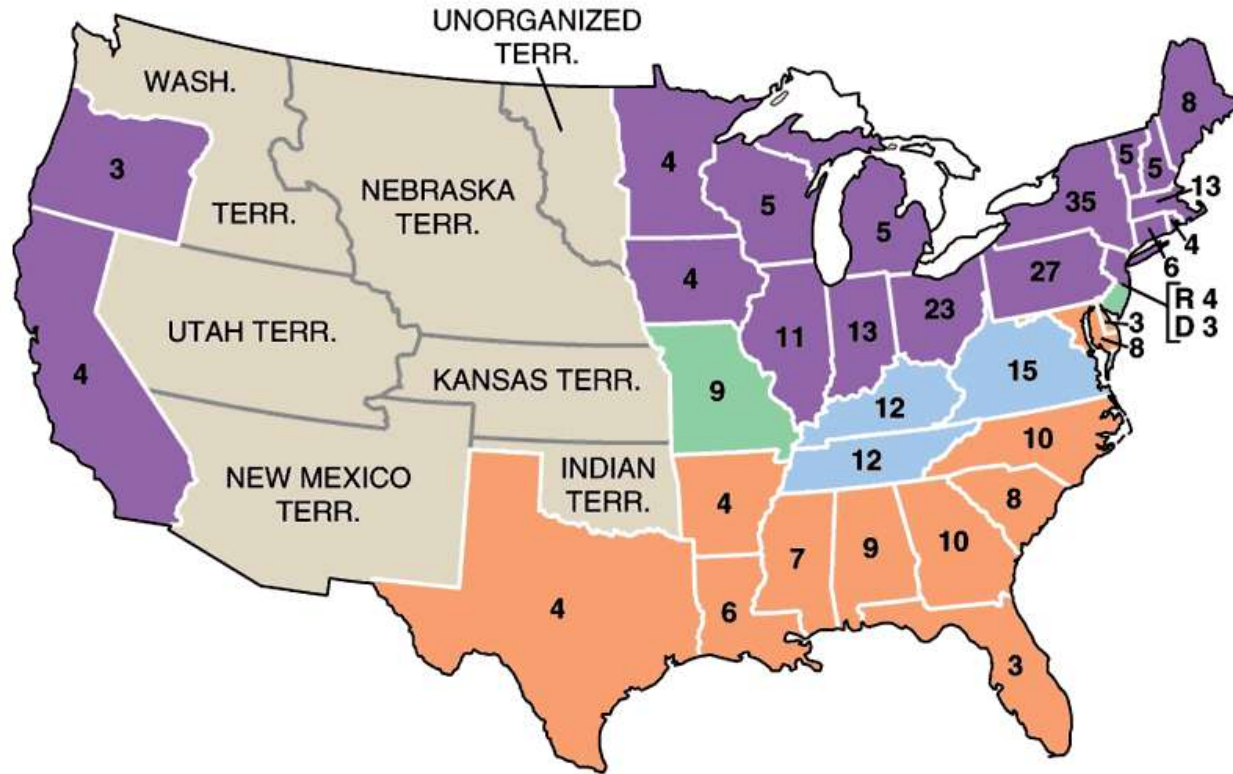 UNORGANIZED
TERR.
WASH.
TERR.
NEBRASKA
TERR.
UTAH TERR.
KANSAS TERR.
NEW MEXICO
TERR.
INDIAN
TERR.
3
4
4
4
5
5
11
13
23
27
35
5
5
8
13
4
6
R 4
D 3
3
8
9
12
12
15
10
8
10
9
7
4
6
4
3